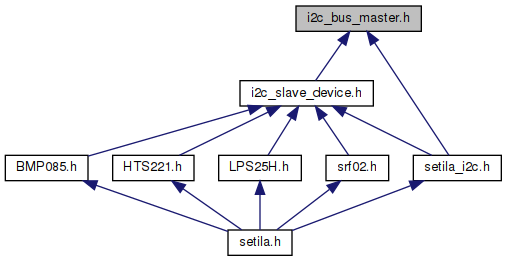 i2c_bus_master.h
i2c_slave_device.h
BMP085.h
HTS221.h
LPS25H.h
srf02.h
setila_i2c.h
setila.h